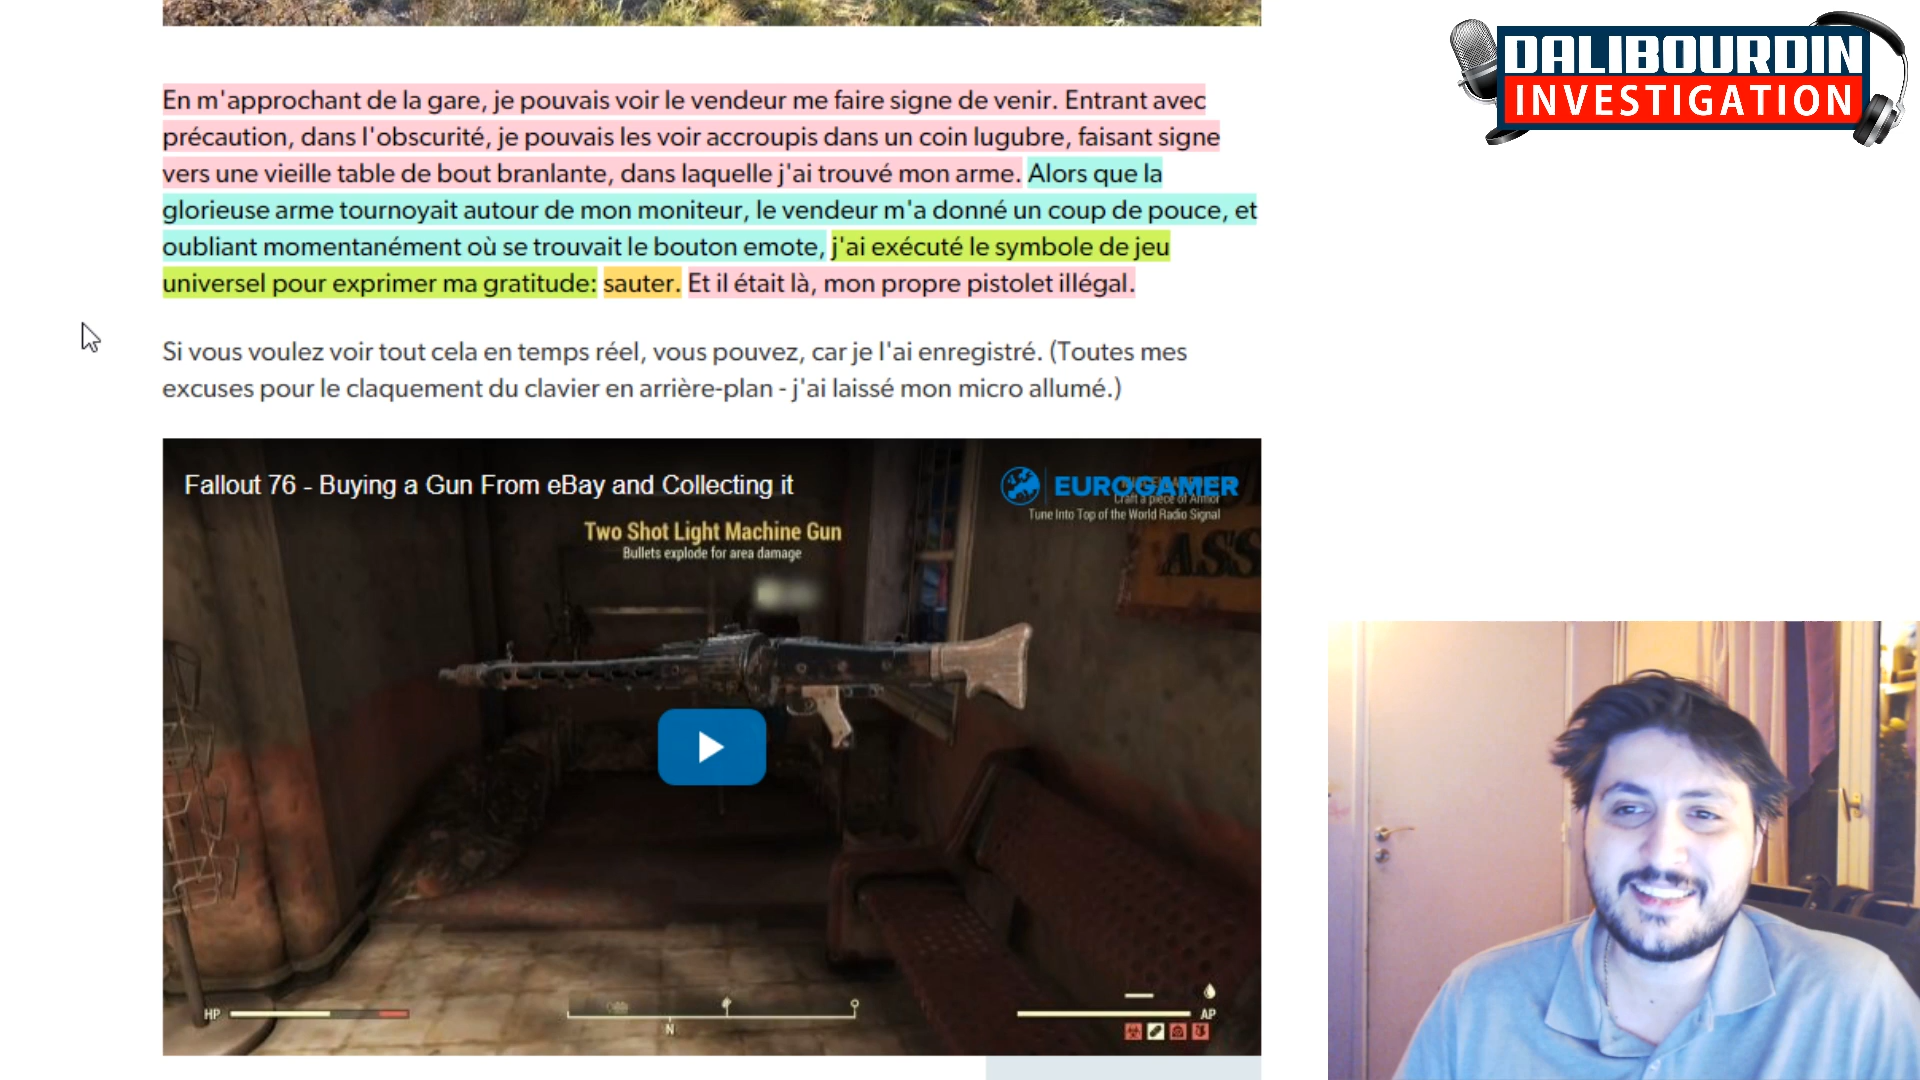 DALIBOURDIN
INVESTIGATION
En m'approchant de la gare, je pouvais voir le vendeur me faire signe de venir. Entrant avec
précaution, dans l'obscurité, je pouvais les voir accroupis dans un coin lugubre, faisant signe
vers une vieille table de bout branlante, dans laquelle j'ai trouvé mon arme. Alors que la
glorieuse arme tournoyait autour de mon moniteur, le vendeur m'a donné un coup de pouce, et
oubliant momentanément où se trouvait le bouton emote, j'ai exécuté le symbole de jeu
universel pour exprimer ma gratitude: sauter. Et il était là, mon propre pistolet illégal.
Si vous voulez voir tout cela en temps réel, vous pouvez, car je l'ai enregistré. (Toutes mes
excuses pour le claquement du clavier en arrière-plan - j'ai laissé mon micro allumé.)
Fallout 76 - Buying a Gun From eBay and Collecting it
EUROGAMER
Craft a piece of Armor
Tune Into Top of the World Radio Signal
Two Shot Light Machine Gun
Bullets explode for area damage
ASS
HP
N
AP